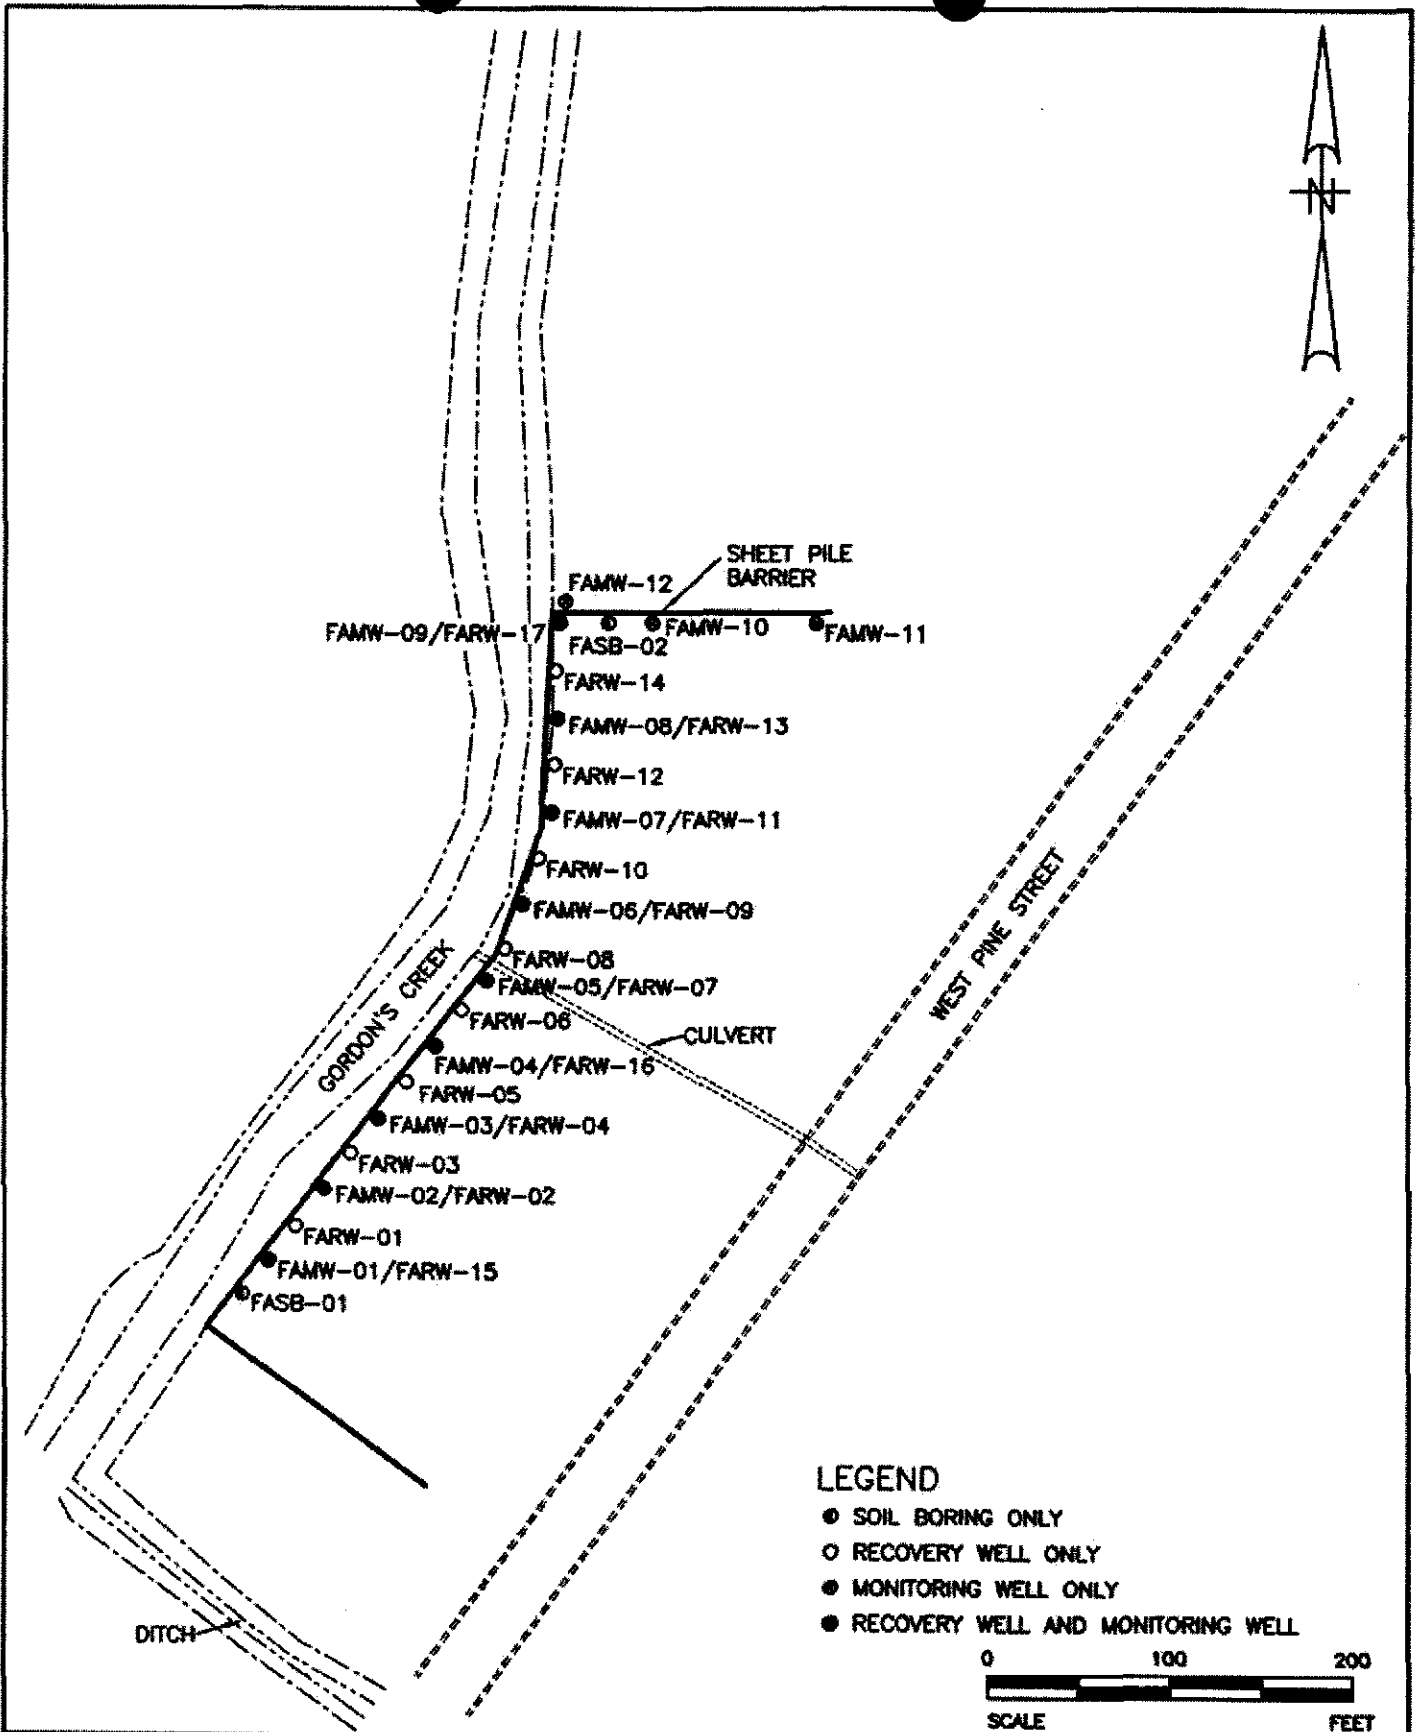 N
SHEET PILE
BARRIER
FAMW-12
FAMW-09/FARW-17
FAMW-10
FAMW-11
FASB-02
FARW-14
FAMW-08/FARW-13
FARW-12
FAMW-07/FARW-11
FARW-10
FAMW-06/FARW-09
FARW-08
FAMW-05/FARW-07
FARW-06
CULVERT
FAMW-04/FARW-16
FARW-05
FAMW-03/FARW-04
FARW-03
FAMW-02/FARW-02
FARW-01
FAMW-01/FARW-15
FASB-01
GORDON'S CREEK
WEST PINE STREET
DITCH
LEGEND
SOIL BORING ONLY
RECOVERY WELL ONLY
MONITORING WELL ONLY
RECOVERY WELL AND MONITORING WELL
0 100 200
SCALE FEET